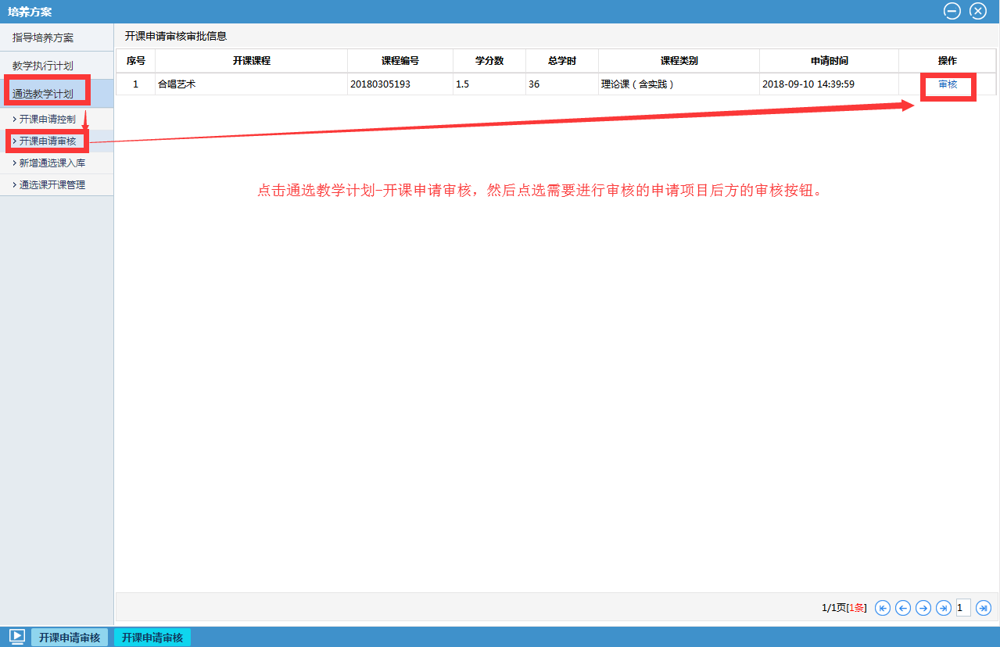 培养方案
指导培养方案
教学执行计划
通选教学计划
开课申请控制
开课申请审核
新增通选课入库
通选课开课管理
开课申请审核审批信息
序号 开课课程 课程编号 学分数 总学时 课程类别 申请时间 操作
1 合唱艺术 20180305193 1.5 36 理论课（含实践） 2018-09-10 14:39:59 审核
点击通选教学计划-开课申请审核，然后点选需要进行审核的申请项目后方的审核按钮。
1/1页[1条] 1
开课申请审核 开课申请审核